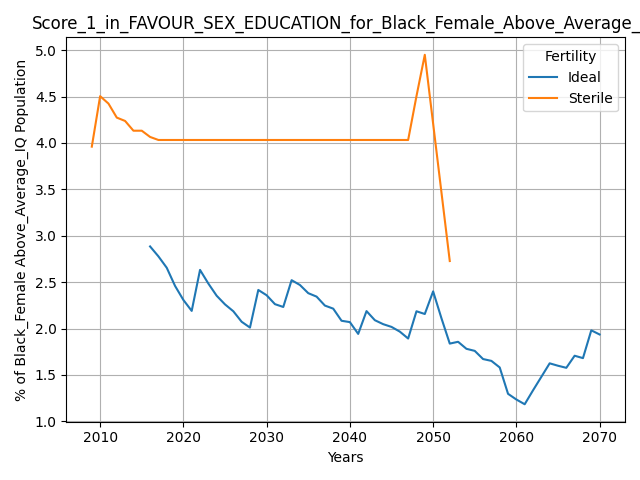 Score_1_in_FAVOUR_SEX_EDUCATION_for_Black_Female_Above_Average_
% of Black_Female Above_Average_IQ Population
5.0
4.5
4.0
3.5
3.0
2.5
2.0
1.5
1.0
Fertility
Ideal
Sterile
2010 2020 2030 2040 2050 2060 2070
Years